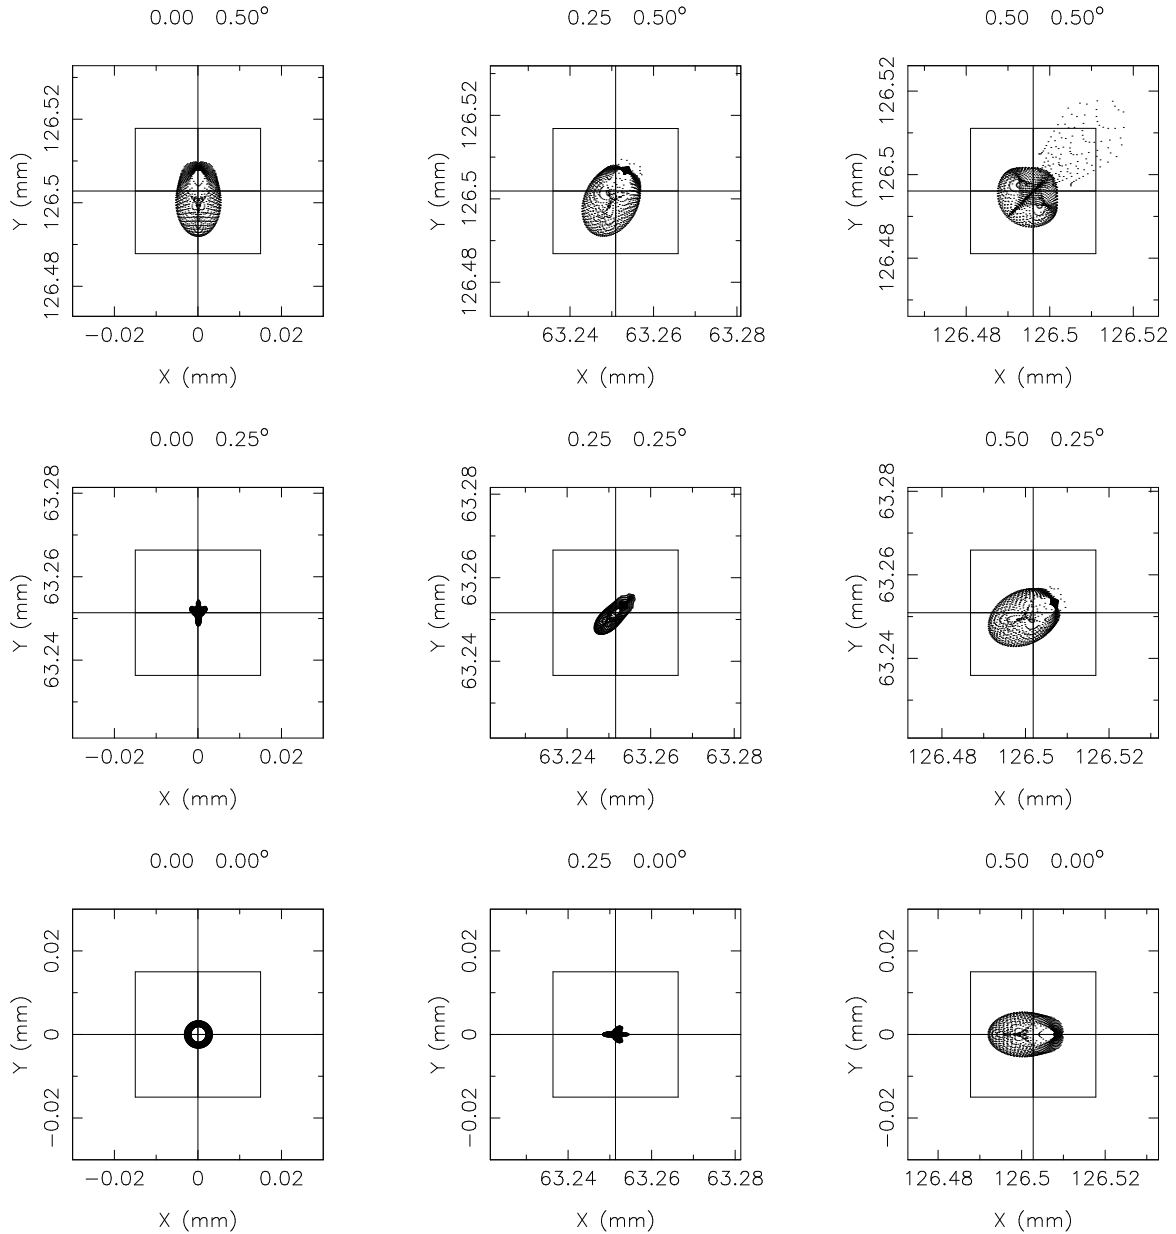 0.00 0.50°
0.25 0.50°
0.50 0.50°
Y (mm)
126.48 126.5 126.52
−0.02 0 0.02
X (mm)
Y (mm)
126.48 126.5 126.52
63.24 63.26 63.28
X (mm)
Y (mm)
126.48 126.5 126.52
126.48 126.5 126.52
X (mm)
0.00 0.25°
0.25 0.25°
0.50 0.25°
Y (mm)
63.24 63.26 63.28
−0.02 0 0.02
X (mm)
Y (mm)
63.24 63.26 63.28
63.24 63.26 63.28
X (mm)
Y (mm)
63.24 63.26 63.28
126.48 126.5 126.52
X (mm)
0.00 0.00°
0.25 0.00°
0.50 0.00°
Y (mm)
−0.02 0 0.02
−0.02 0 0.02
X (mm)
Y (mm)
−0.02 0 0.02
63.24 63.26 63.28
X (mm)
Y (mm)
−0.02 0 0.02
126.48 126.5 126.52
X (mm)